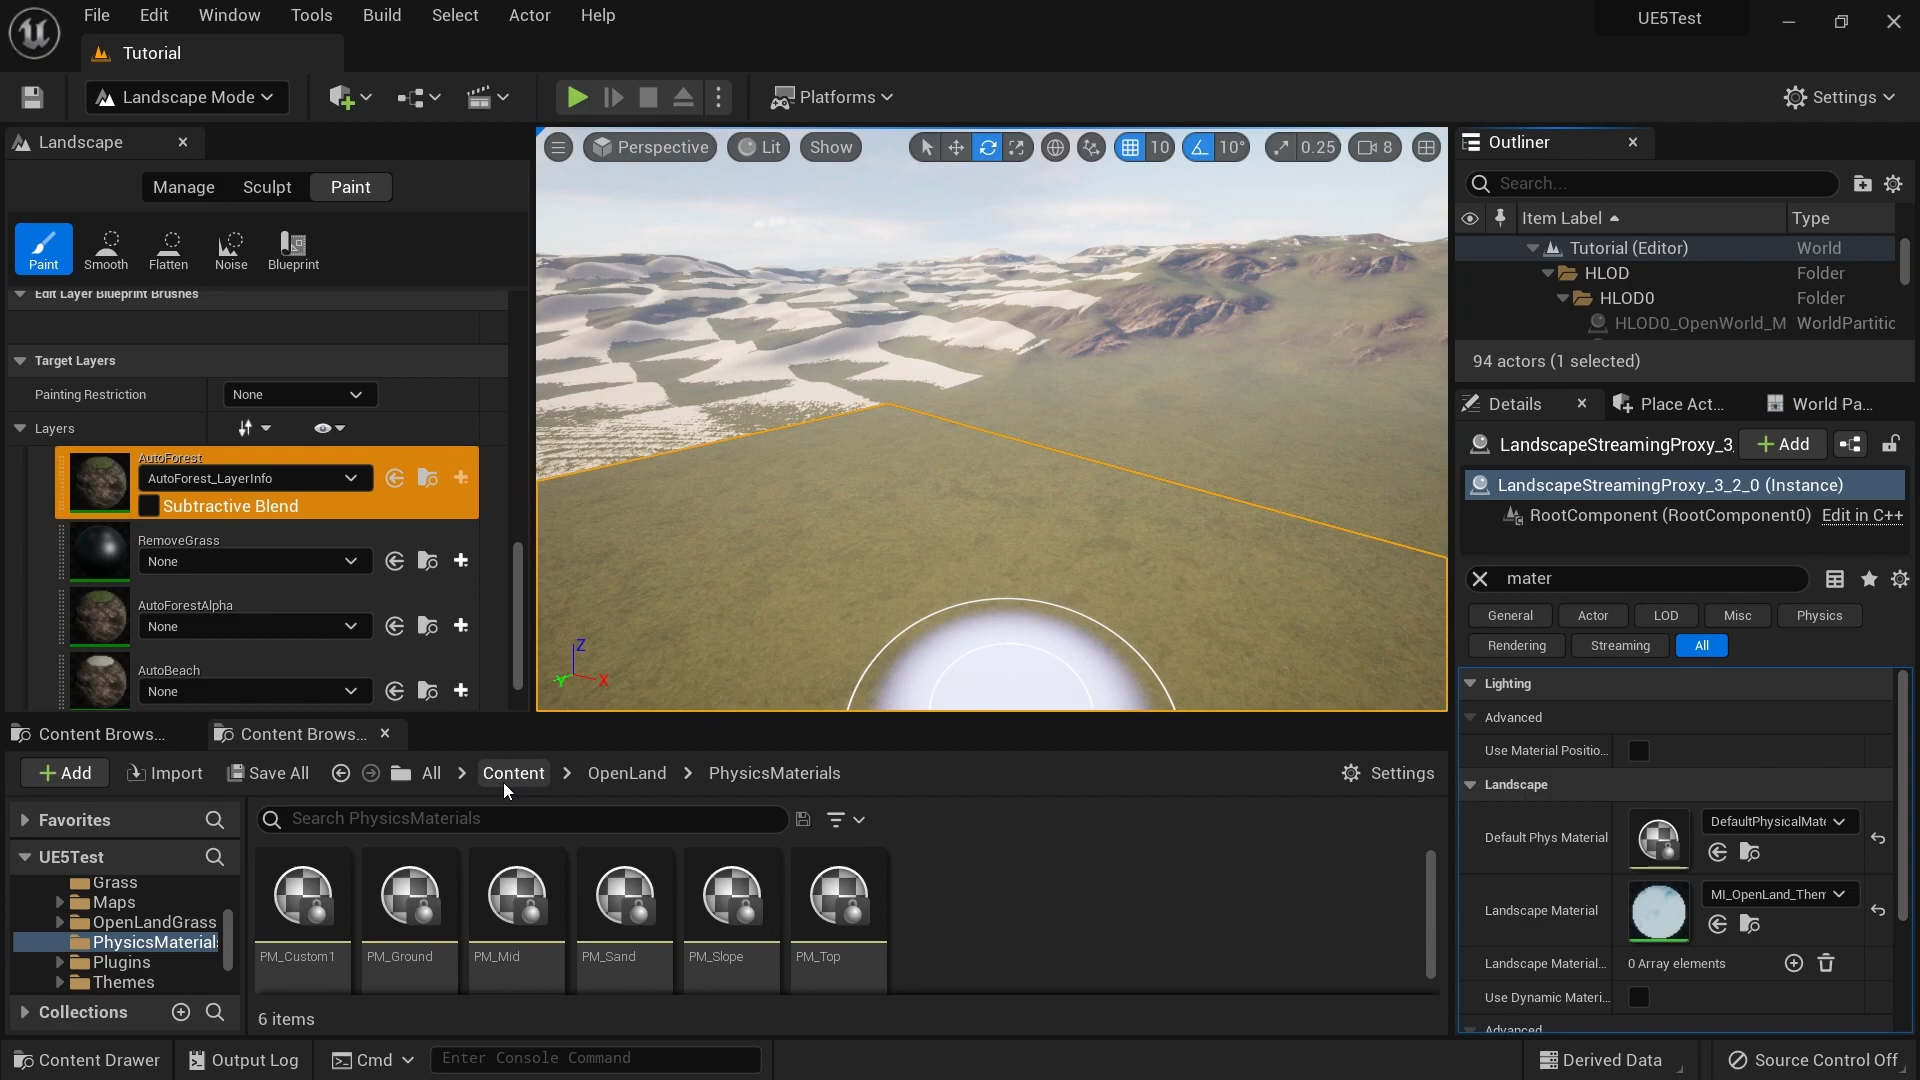 File Edit Window Tools Build Select Actor Help
UE5Test
Tutorial
Landscape Mode
Platforms
Settings
Landscape
Manage Sculpt Paint
Paint Smooth Flatten Noise Blueprint
Edit Layer Blueprint Brushes
Target Layers
Painting Restriction None
Layers
AutoForest
AutoForest_LayerInfo
Subtractive Blend
RemoveGrass
None
AutoForestAlpha
None
AutoBeach
None
Perspective Lit Show 10 10° 0.25 8
Z
Y X
Outliner
Search...
Item Label Type
Tutorial (Editor) World
HLOD Folder
HLOD0 Folder
HLOD0_OpenWorld_M WorldPartitic
94 actors (1 selected)
Details Place Act... World Pa...
LandscapeStreamingProxy_3_ Add
LandscapeStreamingProxy_3_2_0 (Instance)
RootComponent (RootComponent0) Edit in C++
mater
General Actor LOD Misc Physics
Rendering Streaming All
Lighting
Advanced
Use Material Positio...
Landscape
Default Phys Material DefaultPhysicalMate
Landscape Material MI_OpenLand_Them
Landscape Material... 0 Array elements
Use Dynamic Materi...
Advanced
Content Brows... Content Brows...
Add Import Save All All Content OpenLand PhysicsMaterials Settings
Favorites
Search PhysicsMaterials
UE5Test
Grass
Maps
OpenLandGrass
PhysicsMaterials
Plugins
Themes
Collections
PM_Custom1 PM_Ground PM_Mid PM_Sand PM_Slope PM_Top
6 items
Content Drawer Output Log Cmd Enter Console Command Derived Data Source Control Off